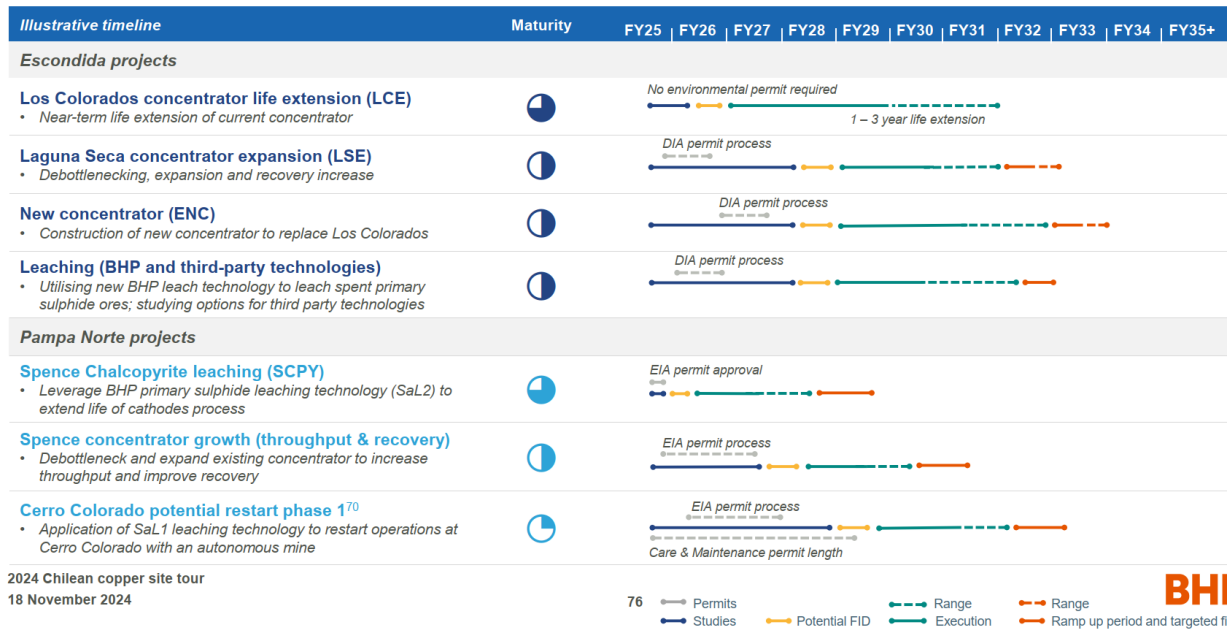 Illustrative timeline Maturity FY25 FY26 FY27 FY28 FY29 FY30 FY31 FY32 FY33 FY34 FY35+
Escondida projects
Los Colorados concentrator life extension (LCE)
• Near-term life extension of current concentrator
No environmental permit required
1 – 3 year life extension
Laguna Seca concentrator expansion (LSE)
• Debottlenecking, expansion and recovery increase
DIA permit process
New concentrator (ENC)
• Construction of new concentrator to replace Los Colorados
DIA permit process
Leaching (BHP and third-party technologies)
• Utilising new BHP leach technology to leach spent primary
sulphide ores; studying options for third party technologies
DIA permit process
Pampa Norte projects
Spence Chalcopyrite leaching (SCPY)
• Leverage BHP primary sulphide leaching technology (SaL2) to
extend life of cathodes process
EIA permit approval
Spence concentrator growth (throughput & recovery)
• Debottleneck and expand existing concentrator to increase
throughput and improve recovery
EIA permit process
Cerro Colorado potential restart phase 1⁷⁰
• Application of SaL1 leaching technology to restart operations at
Cerro Colorado with an autonomous mine
EIA permit process
Care & Maintenance permit length
2024 Chilean copper site tour
18 November 2024
76
Permits Range Range
Studies Potential FID Execution Ramp up period and targeted fi
BH